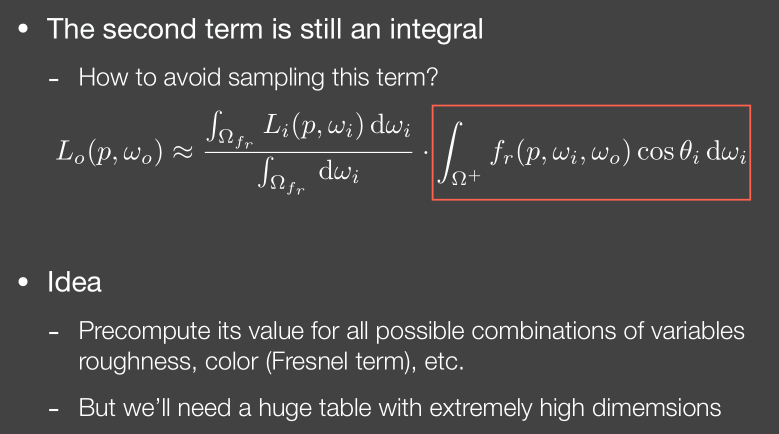 • The second term is still an integral
- How to avoid sampling this term?
$L_o(p, \omega_o) \approx \frac{\int_{\Omega_{f_r}} L_i(p, \omega_i) \, \mathrm{d}\omega_i}{\int_{\Omega_{f_r}} \mathrm{d}\omega_i} \cdot \int_{\Omega^+} f_r(p, \omega_i, \omega_o) \cos\theta_i \, \mathrm{d}\omega_i$
• Idea
- Precompute its value for all possible combinations of variables
roughness, color (Fresnel term), etc.
- But we’ll need a huge table with extremely high dimemsions